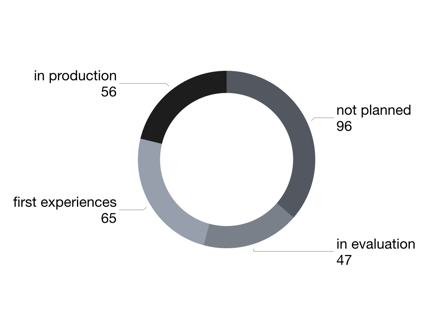 in production
56
not planned
96
first experiences
65
in evaluation
47